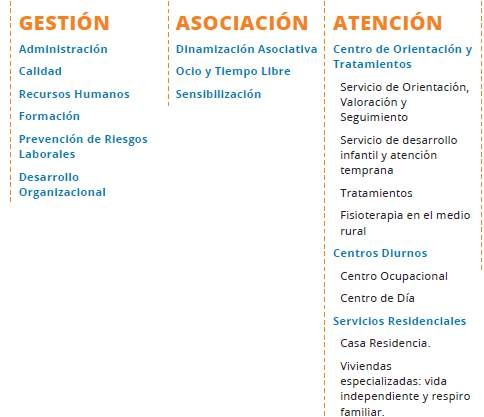 GESTIÓN
Administración
Calidad
Recursos Humanos
Formación
Prevención de Riesgos
Laborales
Desarrollo
Organizacional
ASOCIACIÓN
Dinamización Asociativa
Ocio y Tiempo Libre
Sensibilización
ATENCIÓN
Centro de Orientación y
Tratamientos
Servicio de Orientación,
Valoración y
Seguimiento
Servicio de desarrollo
infantil y atención
temprana
Tratamientos
Fisioterapia en el medio
rural
Centros Diurnos
Centro Ocupacional
Centro de Día
Servicios Residenciales
Casa Residencia.
Viviendas
especializadas: vida
independiente y respiro
familiar.